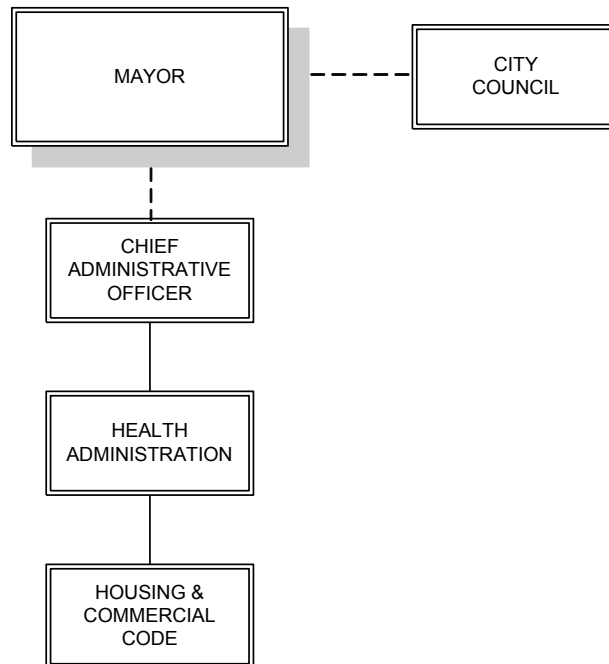 MAYOR
CITY
COUNCIL
CHIEF
ADMINISTRATIVE
OFFICER
HEALTH
ADMINISTRATION
HOUSING &
COMMERCIAL
CODE